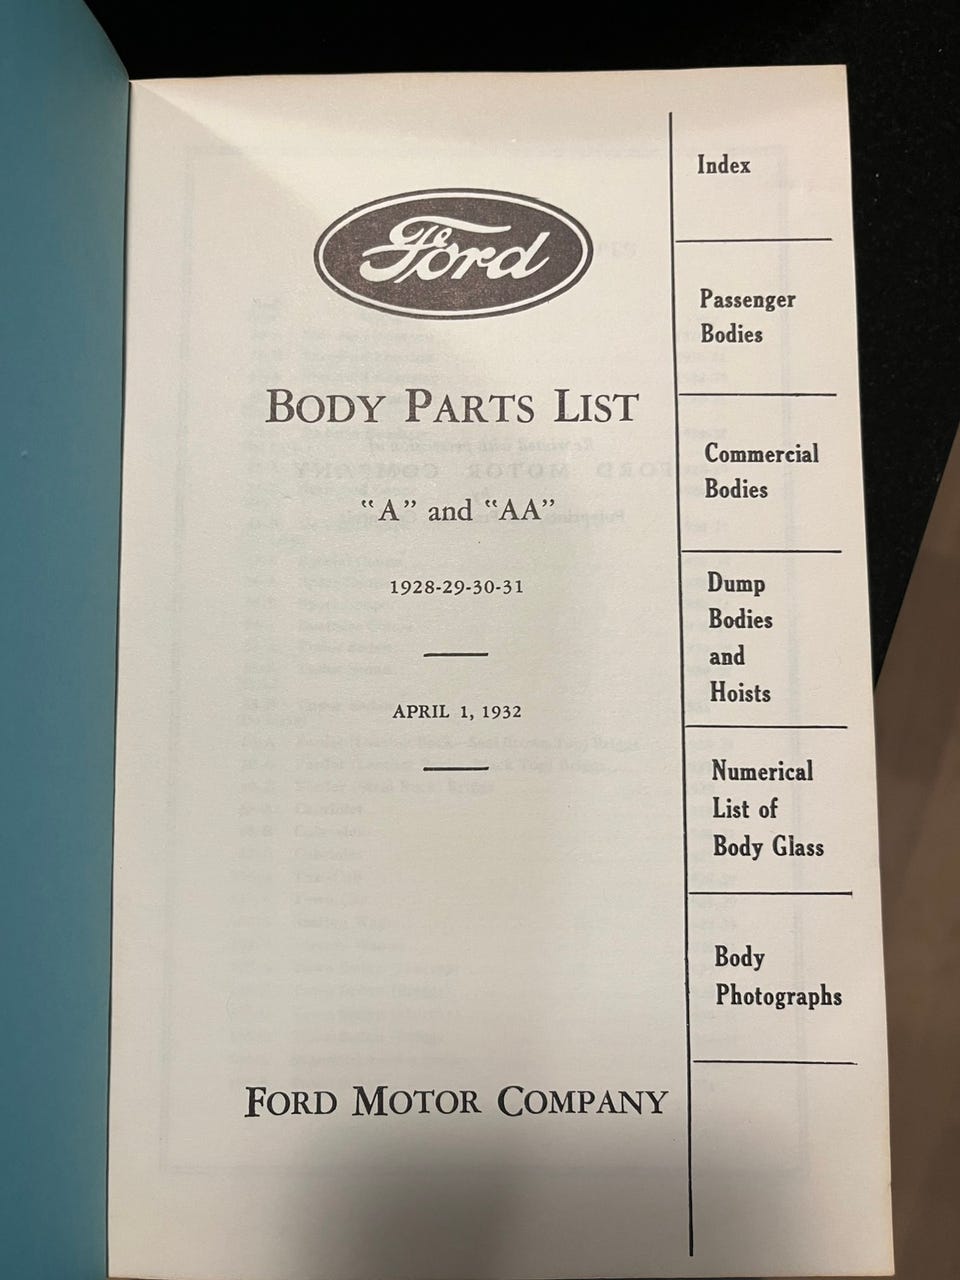 Ford
BODY PARTS LIST
“A” and “AA”
1928-29-30-31
APRIL 1, 1932
FORD MOTOR COMPANY
Index
Passenger
Bodies
Commercial
Bodies
Dump
Bodies
and
Hoists
Numerical
List of
Body Glass
Body
Photographs